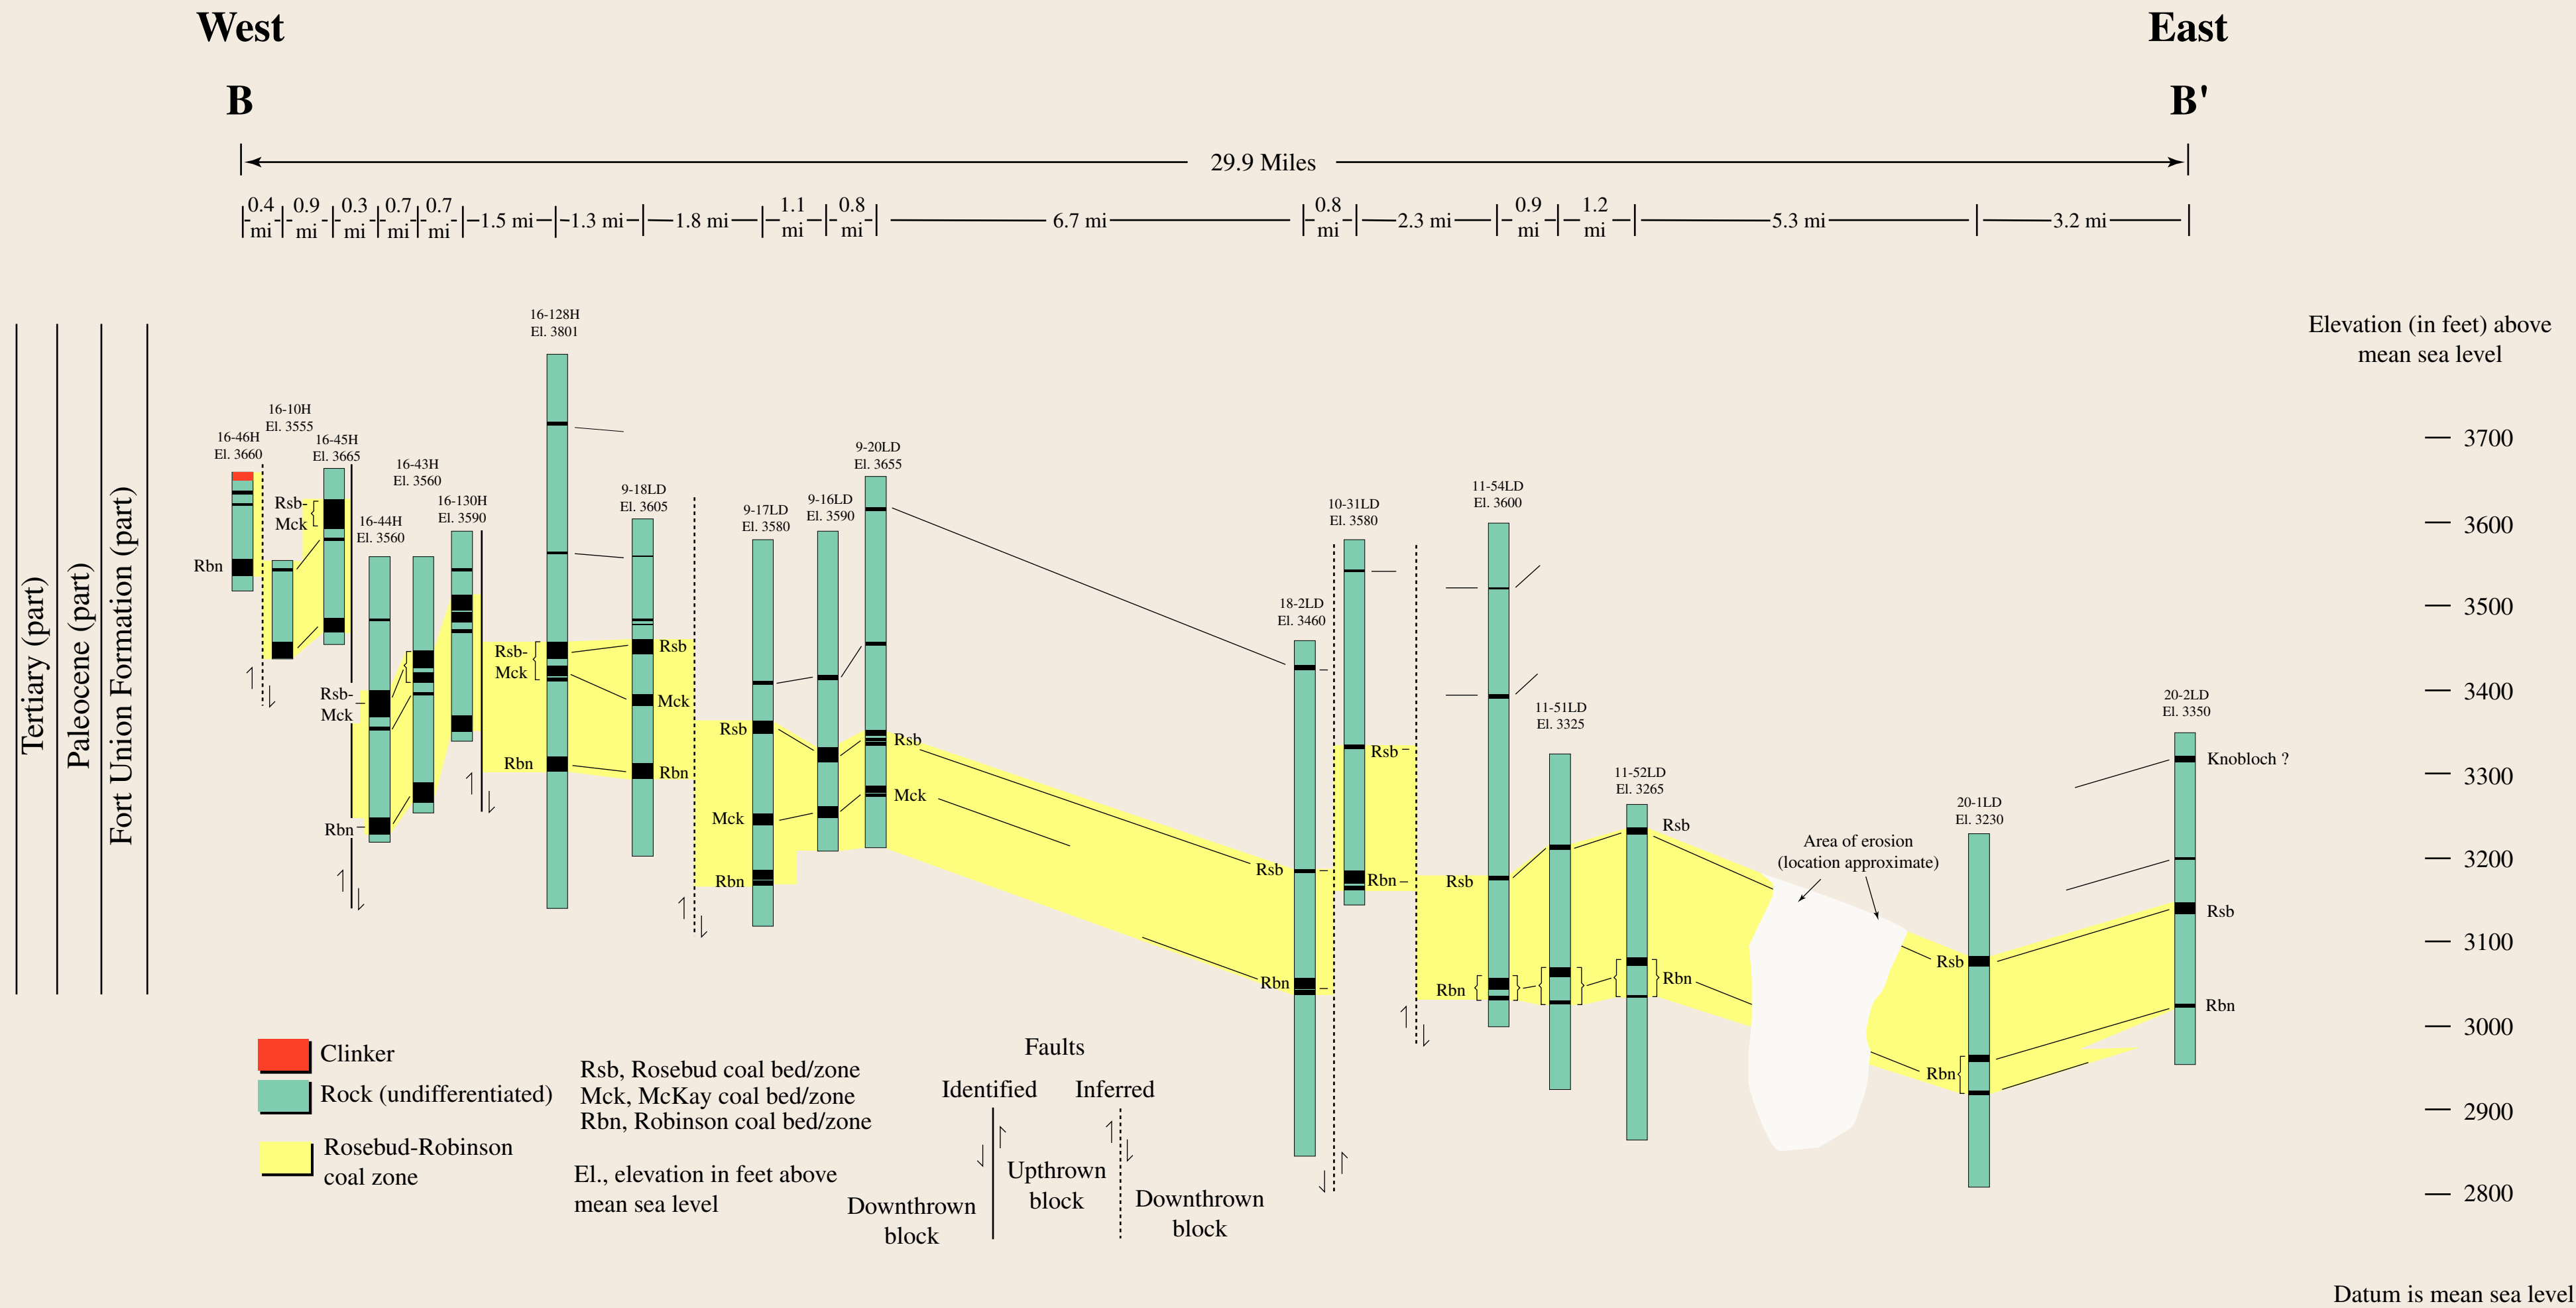 West
East
B
B'
29.9 Miles
0.4
mi
0.9
mi
0.3
mi
0.7
mi
0.7
mi
1.5 mi
1.3 mi
1.8 mi
1.1
mi
0.8
mi
6.7 mi
0.8
mi
2.3 mi
0.9
mi
1.2
mi
5.3 mi
3.2 mi
Tertiary (part)
Paleocene (part)
Fort Union Formation (part)
Elevation (in feet) above
mean sea level
3700
3600
3500
3400
3300
3200
3100
3000
2900
2800
16-46H
El. 3660
Rbn
16-10H
El. 3555
16-45H
El. 3665
Rsb-
Mck
16-44H
El. 3560
Rsb-
Mck
Rbn
16-43H
El. 3560
16-130H
El. 3590
16-128H
El. 3801
Rsb-
Mck
Rbn
9-18LD
El. 3605
Rsb
Mck
Rbn
9-17LD
El. 3580
Rsb
Mck
Rbn
9-16LD
El. 3590
9-20LD
El. 3655
Rsb
Mck
18-2LD
El. 3460
Rsb
Rbn
10-31LD
El. 3580
Rsb
Rbn
11-54LD
El. 3600
Rsb
Rbn
11-51LD
El. 3325
11-52LD
El. 3265
Rsb
Rbn
Area of erosion
(location approximate)
20-1LD
El. 3230
Rsb
Rbn
20-2LD
El. 3350
Knobloch ?
Rsb
Rbn
Clinker
Rock (undifferentiated)
Rosebud-Robinson
coal zone
Rsb, Rosebud coal bed/zone
Mck, McKay coal bed/zone
Rbn, Robinson coal bed/zone
El., elevation in feet above
mean sea level
Faults
Identified
Inferred
Upthrown
block
Downthrown
block
Downthrown
block
Datum is mean sea level